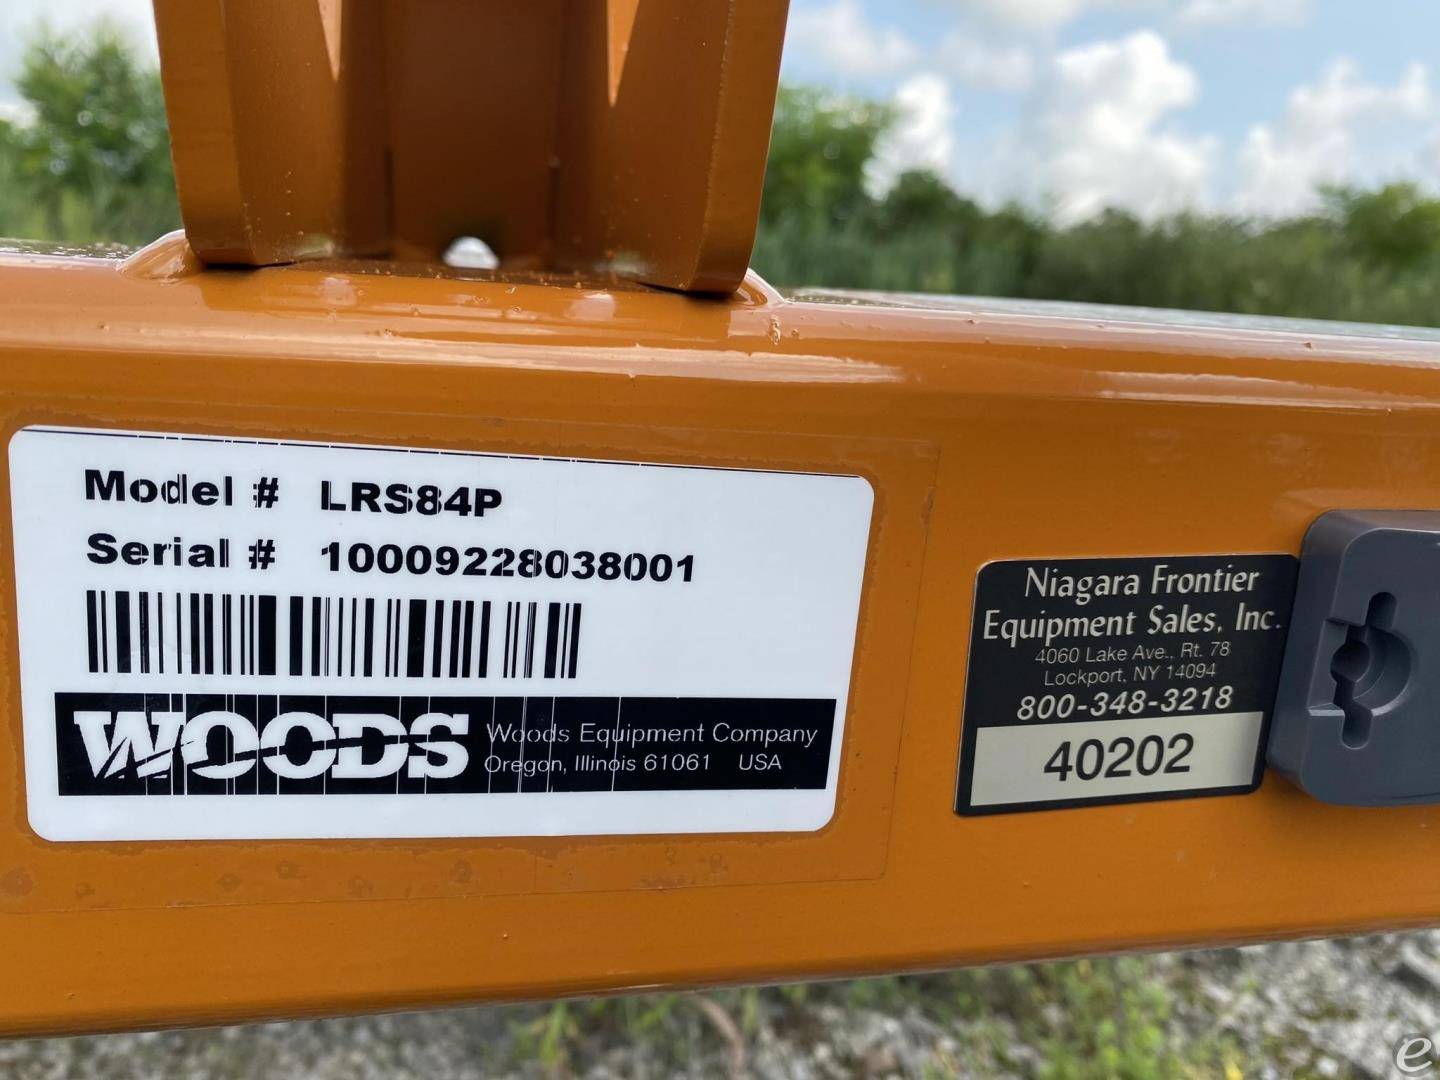 Model # LRS84P
Serial # 10009228038001
WOODS
Woods Equipment Company
Oregon, Illinois 61061 USA
Niagara Frontier
Equipment Sales, Inc.
4060 Lake Ave., Rt. 78
Lockport, NY 14094
800-348-3218
40202
e